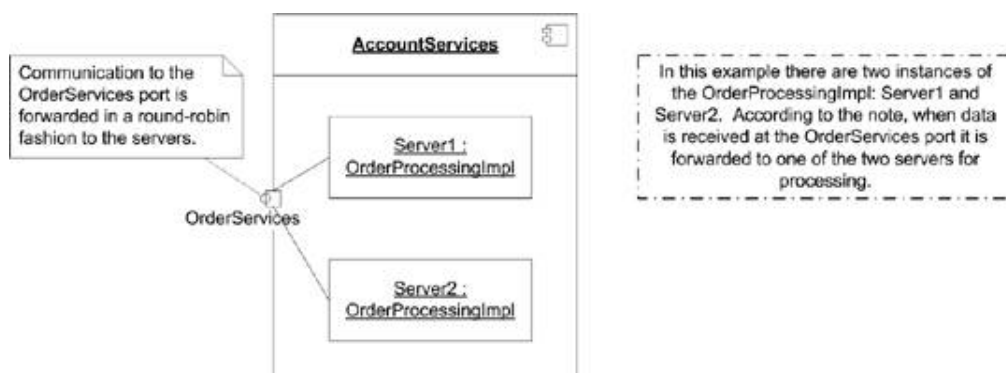 AccountServices
Communication to the
OrderServices port is
forwarded in a round-robin
fashion to the servers.
Server1 :
OrderProcessingImpl
OrderServices
Server2 :
OrderProcessingImpl
In this example there are two instances of
the OrderProcessingImpl: Server1 and
Server2. According to the note, when data
is received at the OrderServices port it is
forwarded to one of the two servers for
processing.